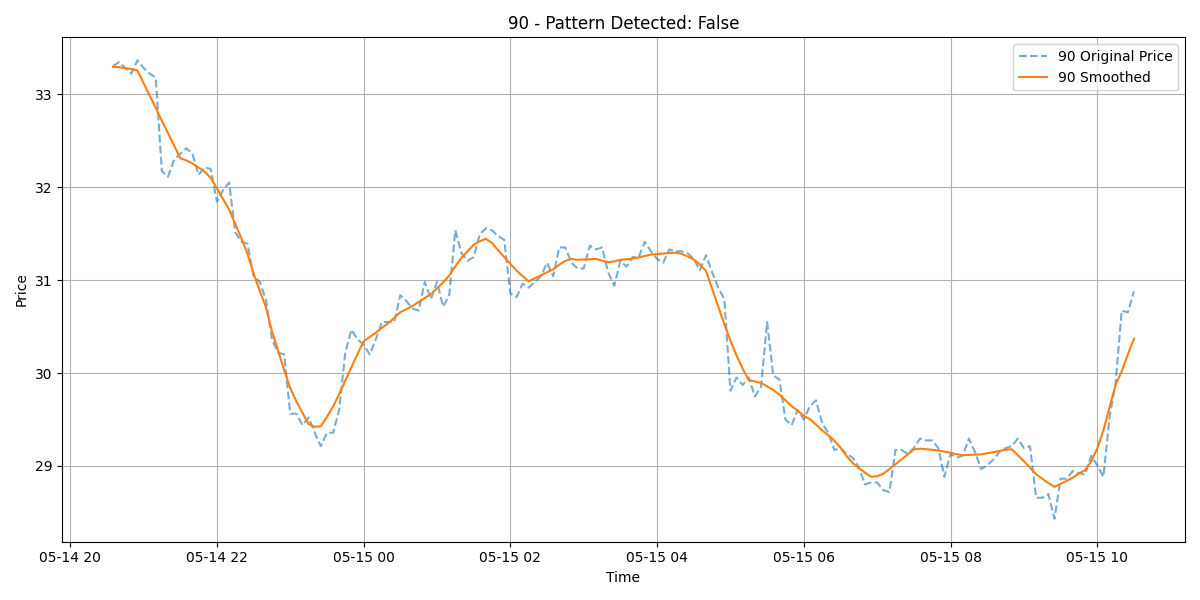 90 - Pattern Detected: False
90 Original Price
90 Smoothed
Price
33
32
31
30
29
05-14 20
05-14 22
05-15 00
05-15 02
05-15 04
05-15 06
05-15 08
05-15 10
Time